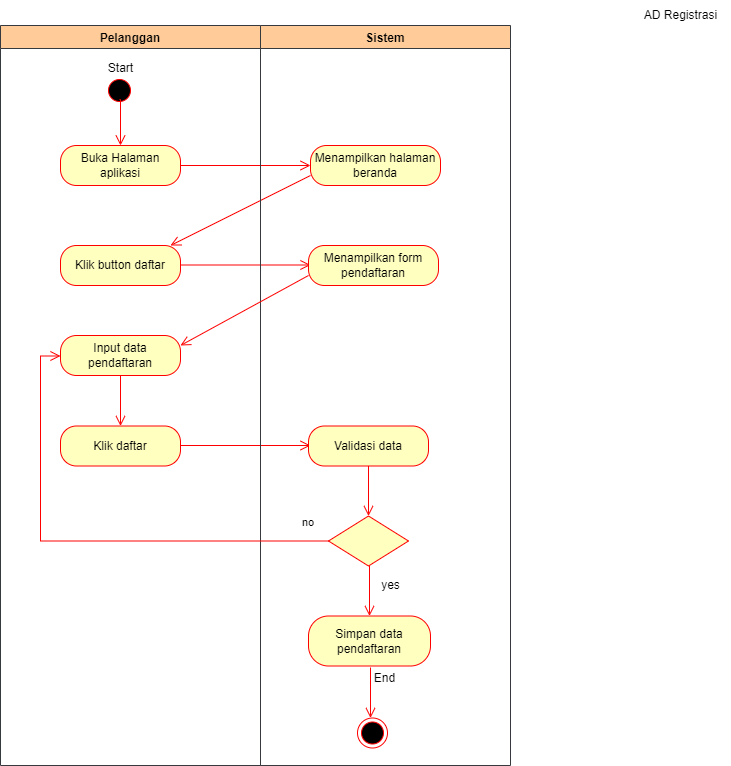 AD Registrasi
Pelanggan
Sistem
Start
Buka Halaman
aplikasi
Menampilkan halaman
beranda
Klik button daftar
Menampilkan form
pendaftaran
Input data
pendaftaran
Klik daftar
Validasi data
no
yes
Simpan data
pendaftaran
End